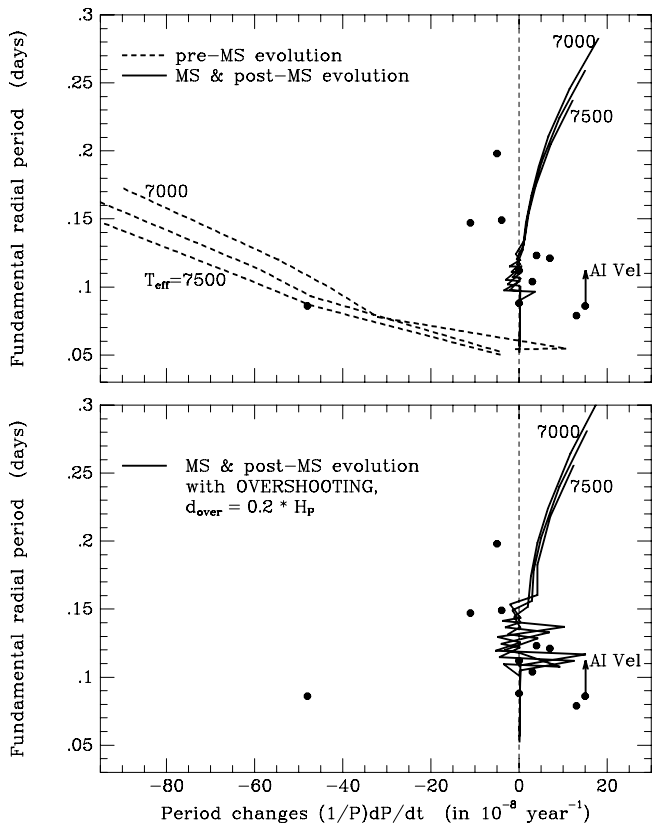 .3
.25
.2
.15
.1
.05
Fundamental radial period (days)
pre-MS evolution
MS & post-MS evolution
7000
7500
7000
T_eff=7500
AI Vel
.3
.25
.2
.15
.1
.05
Fundamental radial period (days)
MS & post-MS evolution
with OVERSHOOTING,
d_over = 0.2 * H_P
7000
7500
AI Vel
−80 −60 −40 −20 0 20
Period changes (1/P)dP/dt (in 10⁻⁸ year⁻¹)